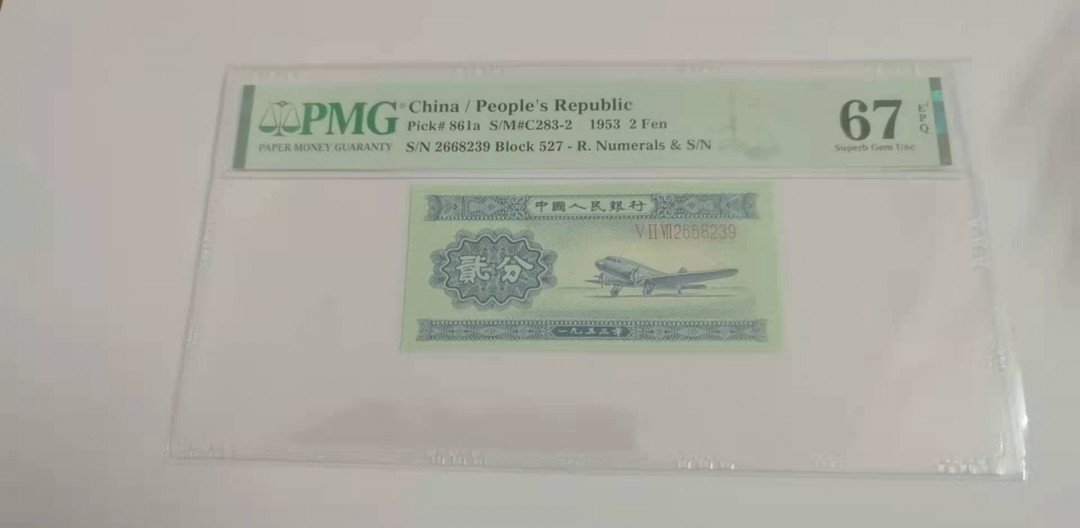 PMG
PAPER MONEY GUARANTY
China / People's Republic
Pick# 861a S/M#C283-2 1953 2 Fen
S/N 2668239 Block 527 - R. Numerals & S/N
67
EPQ
Superb Gem Unc
中國人民銀行
V II VII 2668239
貳分
一九五三年